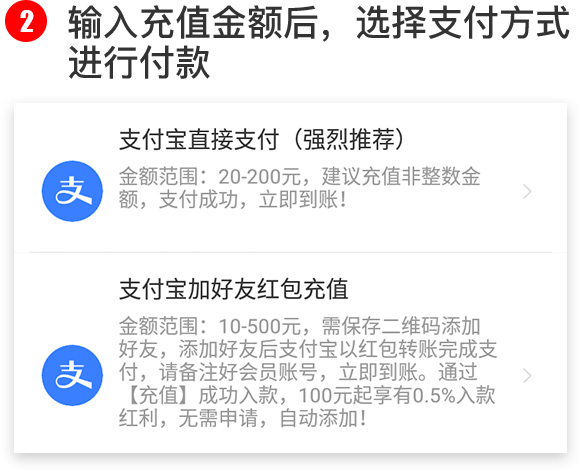 2 输入充值金额后，选择支付方式
进行付款
支付宝直接支付（强烈推荐）
金额范围：20-200元，建议充值非整数金
额，支付成功，立即到账！
支付宝加好友红包充值
金额范围：10-500元，需保存二维码添加
好友，添加好友后支付宝以红包转账完成支
付，请备注好会员账号，立即到账。通过
【充值】成功入款，100元起享有0.5%入款
红利，无需申请，自动添加！